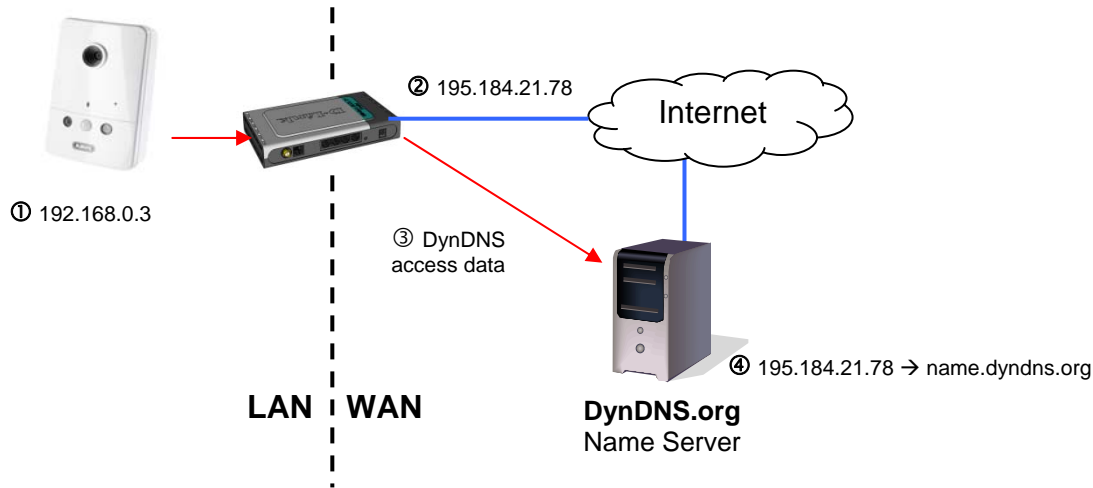 ② 195.184.21.78
Internet
D-Link
① 192.168.0.3
③ DynDNS
access data
④ 195.184.21.78 → name.dyndns.org
LAN WAN
DynDNS.org
Name Server